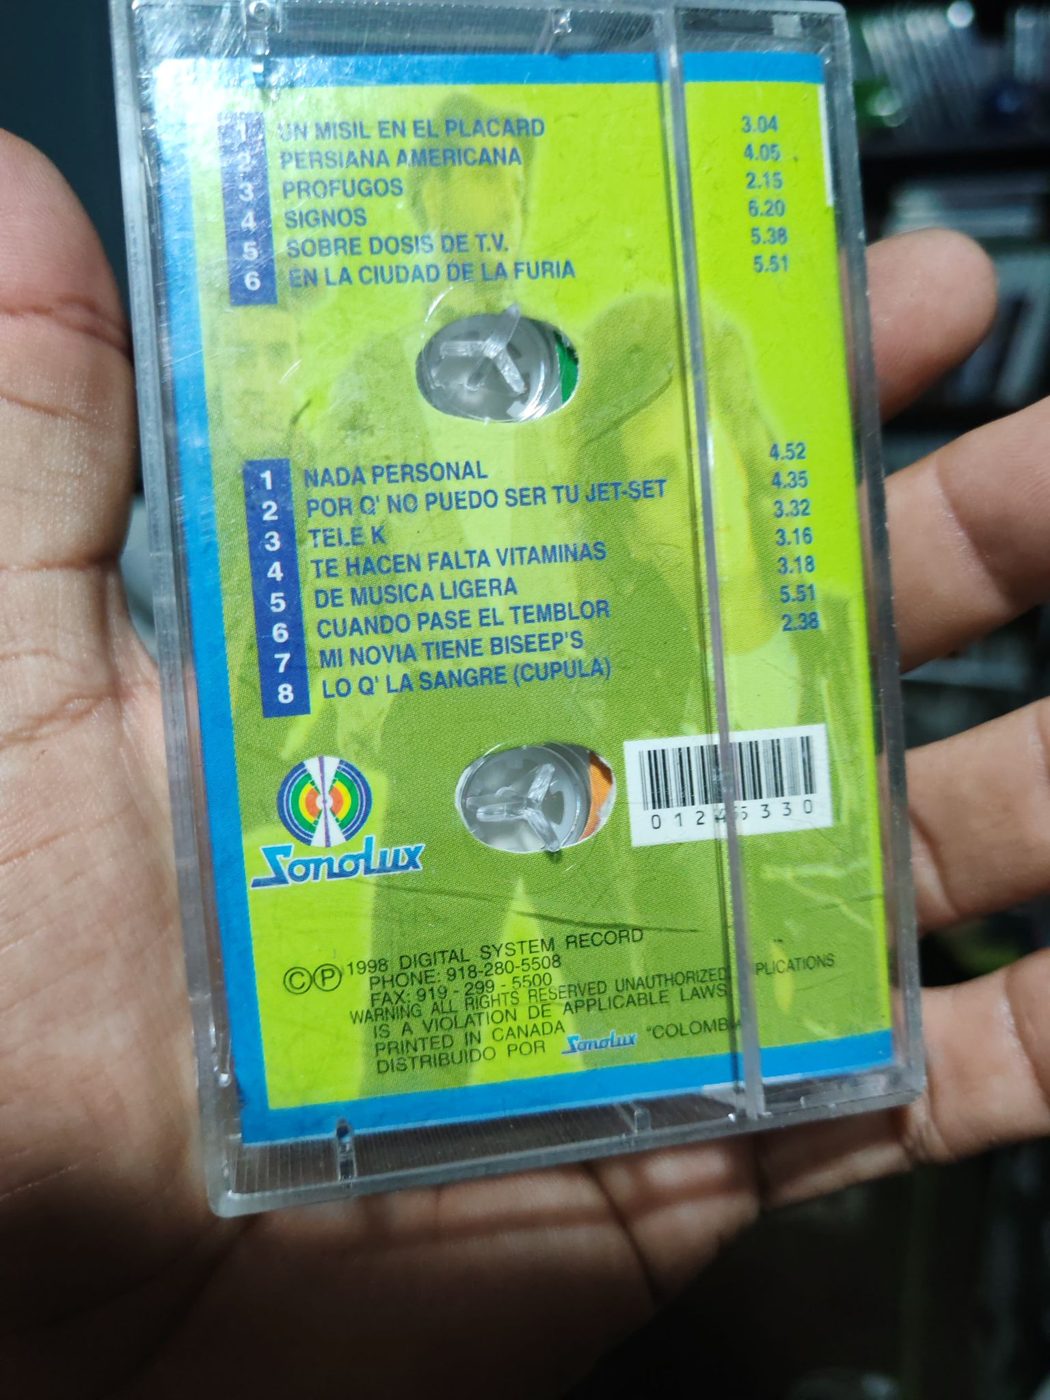 1 UN MISIL EN EL PLACARD 3.04
2 PERSIANA AMERICANA 4.05
3 PROFUGOS 2.15
4 SIGNOS 6.20
5 SOBRE DOSIS DE T.V. 5.38
6 EN LA CIUDAD DE LA FURIA 5.51
1 NADA PERSONAL 4.52
2 POR Q' NO PUEDO SER TU JET-SET 4.35
3 TELE K 3.32
4 TE HACEN FALTA VITAMINAS 3.16
5 DE MUSICA LIGERA 3.18
6 CUANDO PASE EL TEMBLOR 5.51
7 MI NOVIA TIENE BISEEP'S 2.38
8 LO Q' LA SANGRE (CUPULA)
Sonolux
©℗ 1998 DIGITAL SYSTEM RECORD
PHONE: 918-280-5508
FAX: 919 - 299 - 5500
WARNING ALL RIGHTS RESERVED UNAUTHORIZED PLICATIONS
IS A VIOLATION DE APPLICABLE LAWS
PRINTED IN CANADA
DISTRIBUIDO POR Sonolux "COLOMB